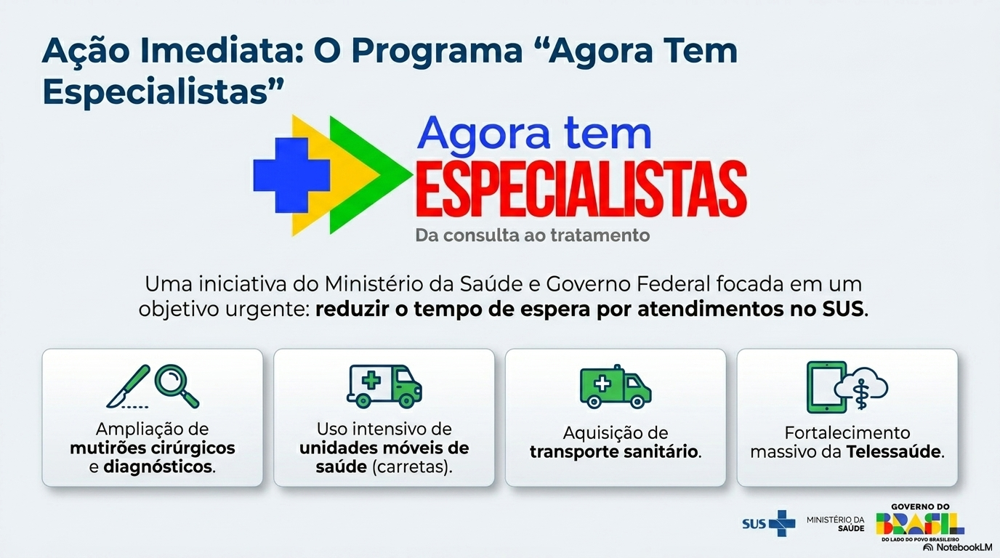 Ação Imediata: O Programa “Agora Tem
Especialistas”
Agora tem
ESPECIALISTAS
Da consulta ao tratamento
Uma iniciativa do Ministério da Saúde e Governo Federal focada em um
objetivo urgente: reduzir o tempo de espera por atendimentos no SUS.
Ampliação de
mutirões cirúrgicos
e diagnósticos.
Uso intensivo de
unidades móveis de
saúde (carretas).
Aquisição de
transporte sanitário.
Fortalecimento
massivo da Telessaúde.
SUS
MINISTÉRIO DA
SAÚDE
GOVERNO DO
BRASIL
DO LADO DO POVO BRASILEIRO
NotebookLM